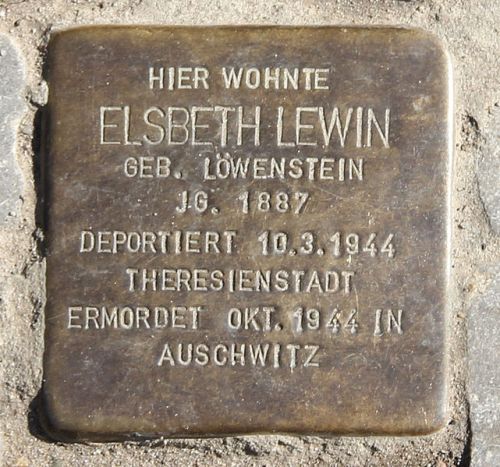 HIER WOHNTE
ELSBETH LEWIN
GEB. LÖWENSTEIN
JG. 1887
DEPORTIERT 10.3.1944
THERESIENSTADT
ERMORDET OKT. 1944 IN
AUSCHWITZ